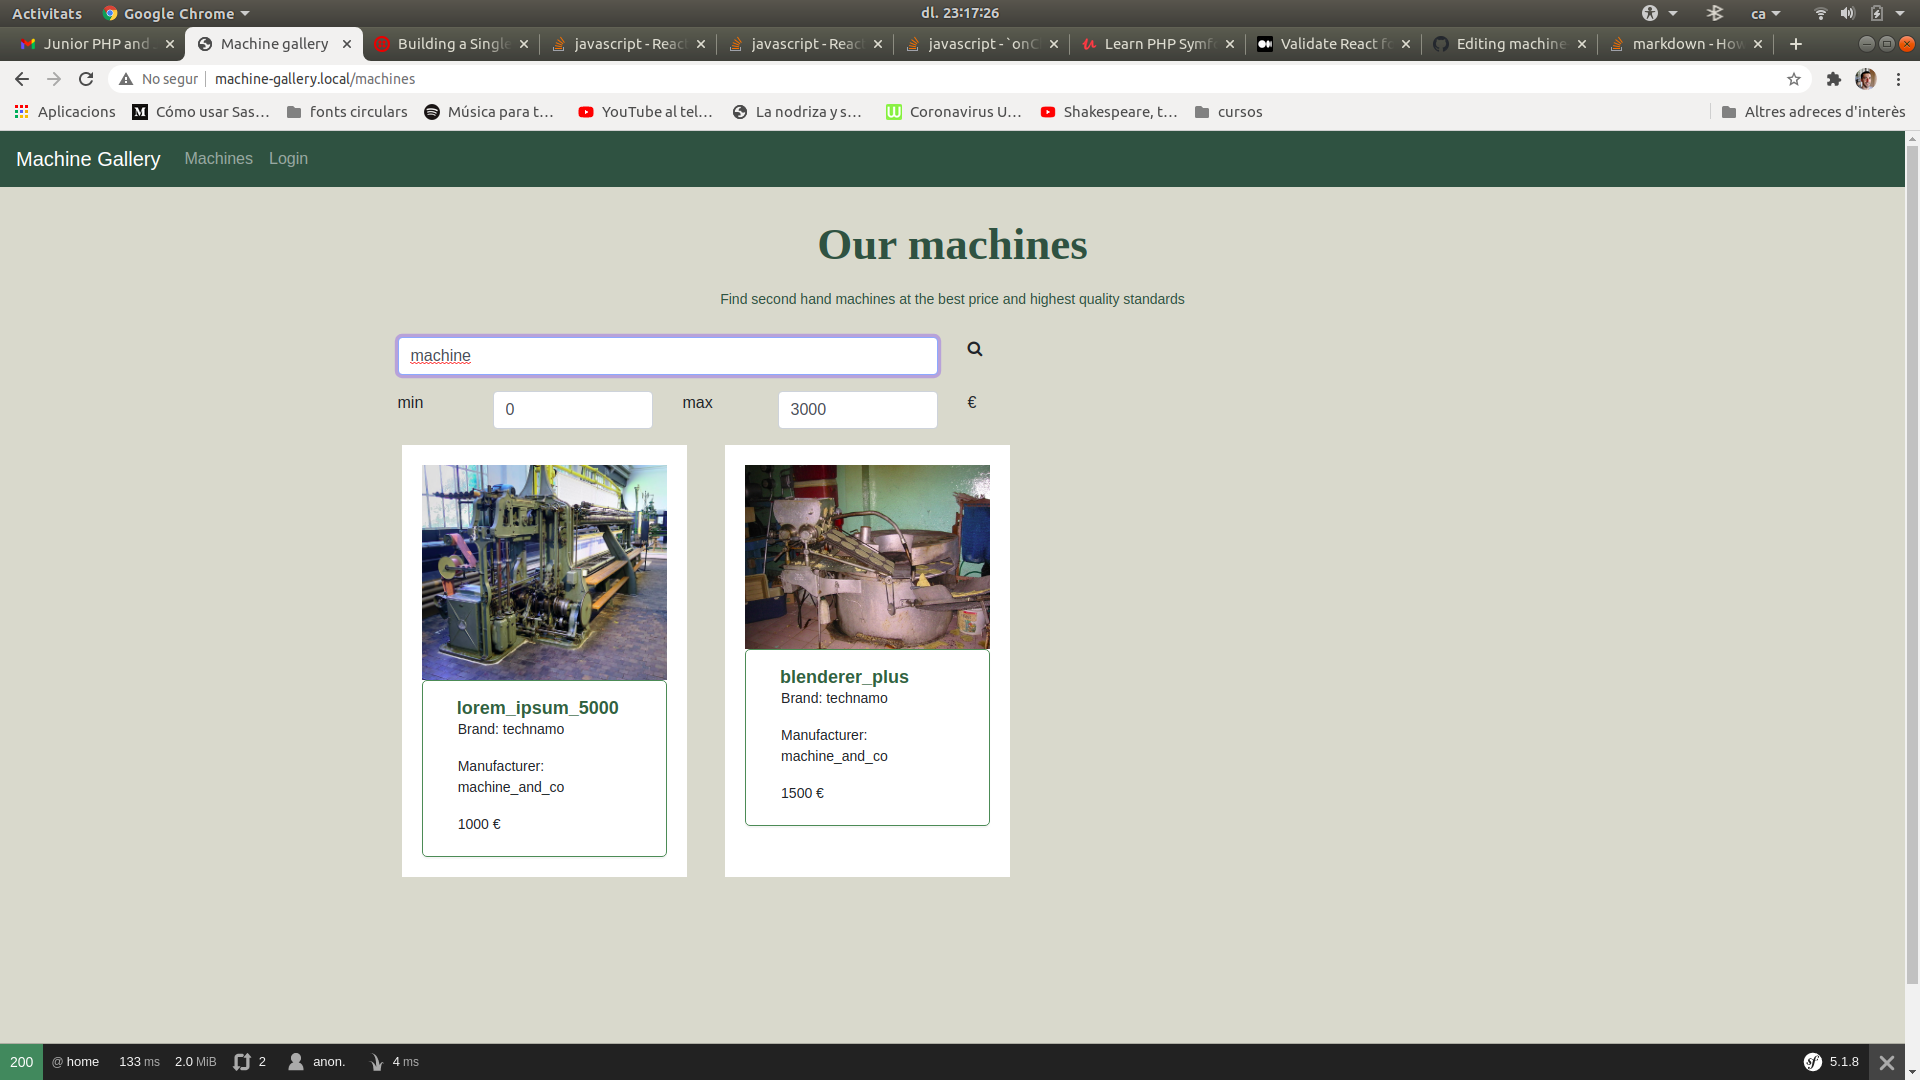 Activitats Google Chrome dl. 23:17:26 ca
Junior PHP and Machine gallery Building a Single javascript - Reac javascript - Reac javascript - `onC Learn PHP Symf Validate React fo Editing machine markdown - How
No segur machine-gallery.local/machines
Aplicacions Cómo usar Sas... fonts circulars Música para t... YouTube al tel... La nodriza y s... Coronavirus U... Shakespeare, t... cursos Altres adreces d'interès
Machine Gallery Machines Login
Our machines
Find second hand machines at the best price and highest quality standards
machine
min 0 max 3000 €
lorem_ipsum_5000
Brand: technamo
Manufacturer:
machine_and_co
1000 €
blenderer_plus
Brand: technamo
Manufacturer:
machine_and_co
1500 €
200 @ home 133 ms 2.0 MiB 2 anon. 4 ms sf 5.1.8